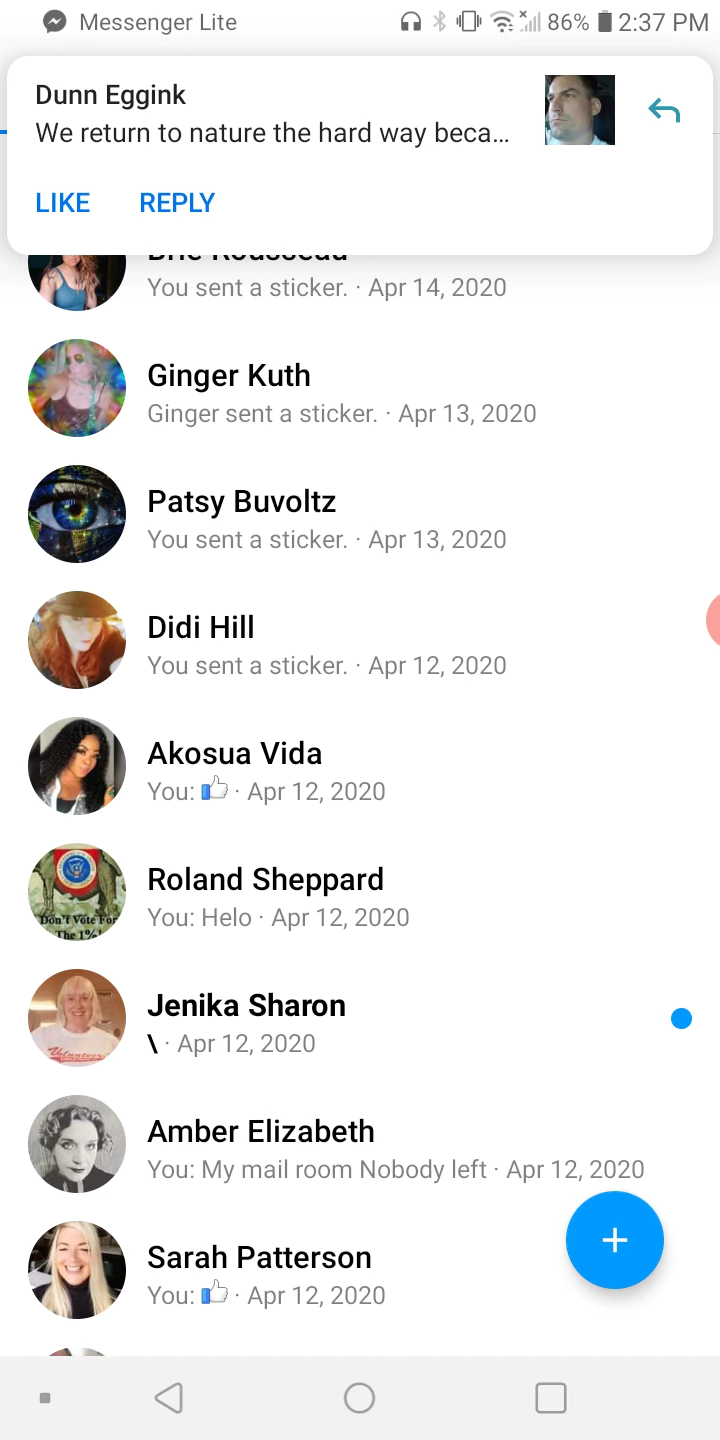 Messenger Lite 86% 2:37 PM
Dunn Eggink
We return to nature the hard way beca...
LIKE REPLY
Brie Rousseau
You sent a sticker. · Apr 14, 2020
Ginger Kuth
Ginger sent a sticker. · Apr 13, 2020
Patsy Buvoltz
You sent a sticker. · Apr 13, 2020
Didi Hill
You sent a sticker. · Apr 12, 2020
Akosua Vida
You: 👍 · Apr 12, 2020
Don't Vote For
The 1%!
Roland Sheppard
You: Helo · Apr 12, 2020
Volunteer
Jenika Sharon
\ · Apr 12, 2020
Amber Elizabeth
You: My mail room Nobody left · Apr 12, 2020
Sarah Patterson
You: 👍 · Apr 12, 2020